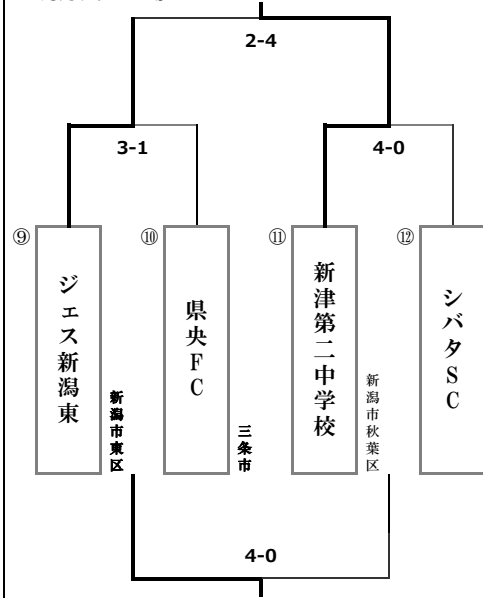 2-4
3-1
4-0
⑨
⑩
⑪
⑫
ジェス新潟東
新潟市東区
県央FC
三条市
新津第二中学校
新潟市秋葉区
シバタSC
4-0